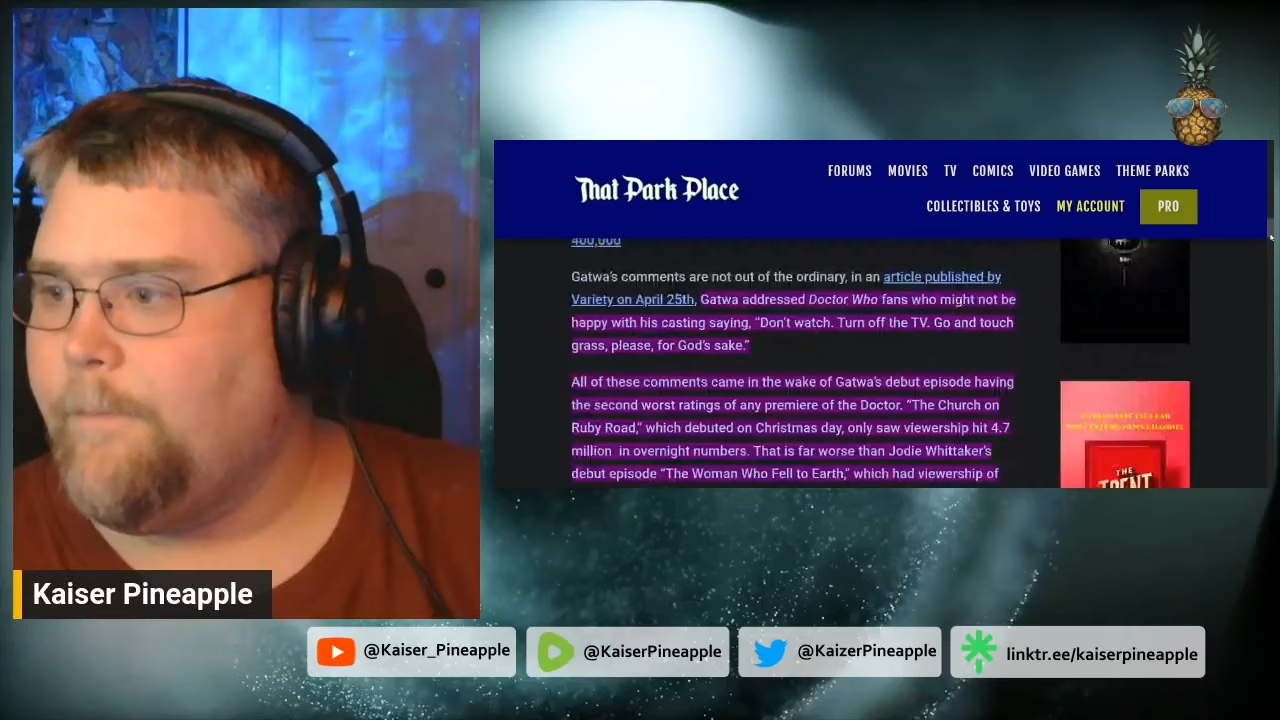 That Park Place
FORUMS MOVIES TV COMICS VIDEO GAMES THEME PARKS
COLLECTIBLES & TOYS MY ACCOUNT PRO
400,000
Gatwa's comments are not out of the ordinary, in an article published by
Variety on April 25th, Gatwa addressed Doctor Who fans who might not be
happy with his casting saying, “Don't watch. Turn off the TV. Go and touch
grass, please, for God's sake.”
All of these comments came in the wake of Gatwa's debut episode having
the second worst ratings of any premiere of the Doctor. “The Church on
Ruby Road,” which debuted on Christmas day, only saw viewership hit 4.7
million in overnight numbers. That is far worse than Jodie Whittaker's
debut episode “The Woman Who Fell to Earth,” which had viewership of
THE
Kaiser Pineapple
@Kaiser_Pineapple
@KaiserPineapple
@KaizerPineapple
linktr.ee/kaiserpineapple